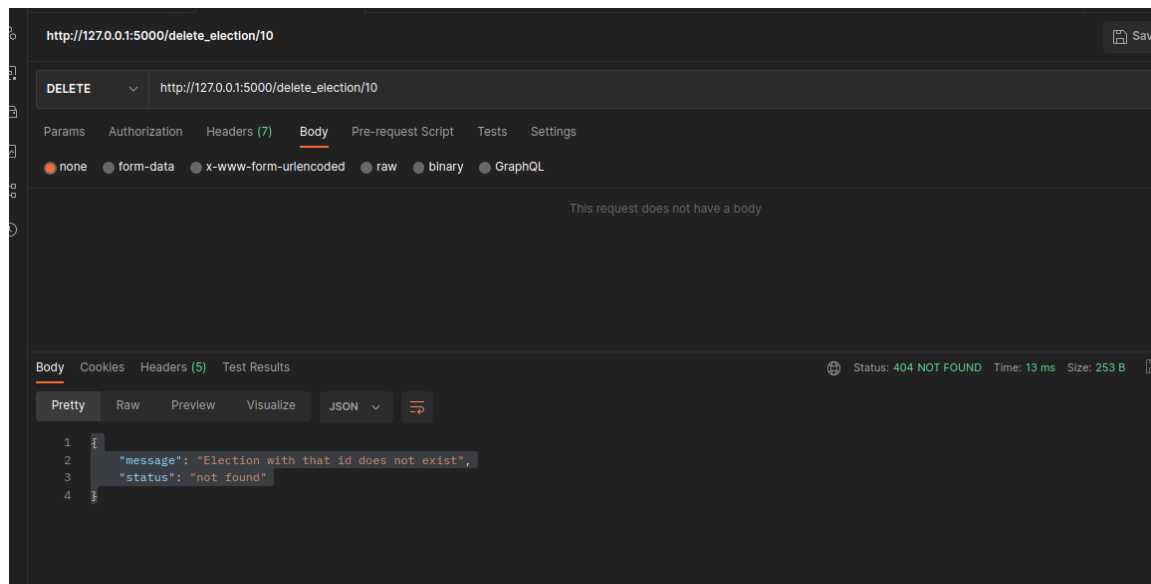 http://127.0.0.1:5000/delete_election/10
Sav
DELETE http://127.0.0.1:5000/delete_election/10
Params Authorization Headers (7) Body Pre-request Script Tests Settings
none form-data x-www-form-urlencoded raw binary GraphQL
This request does not have a body
Body Cookies Headers (5) Test Results Status: 404 NOT FOUND Time: 13 ms Size: 253 B
Pretty Raw Preview Visualize JSON
1 {
2 "message": "Election with that id does not exist",
3 "status": "not found"
4 }